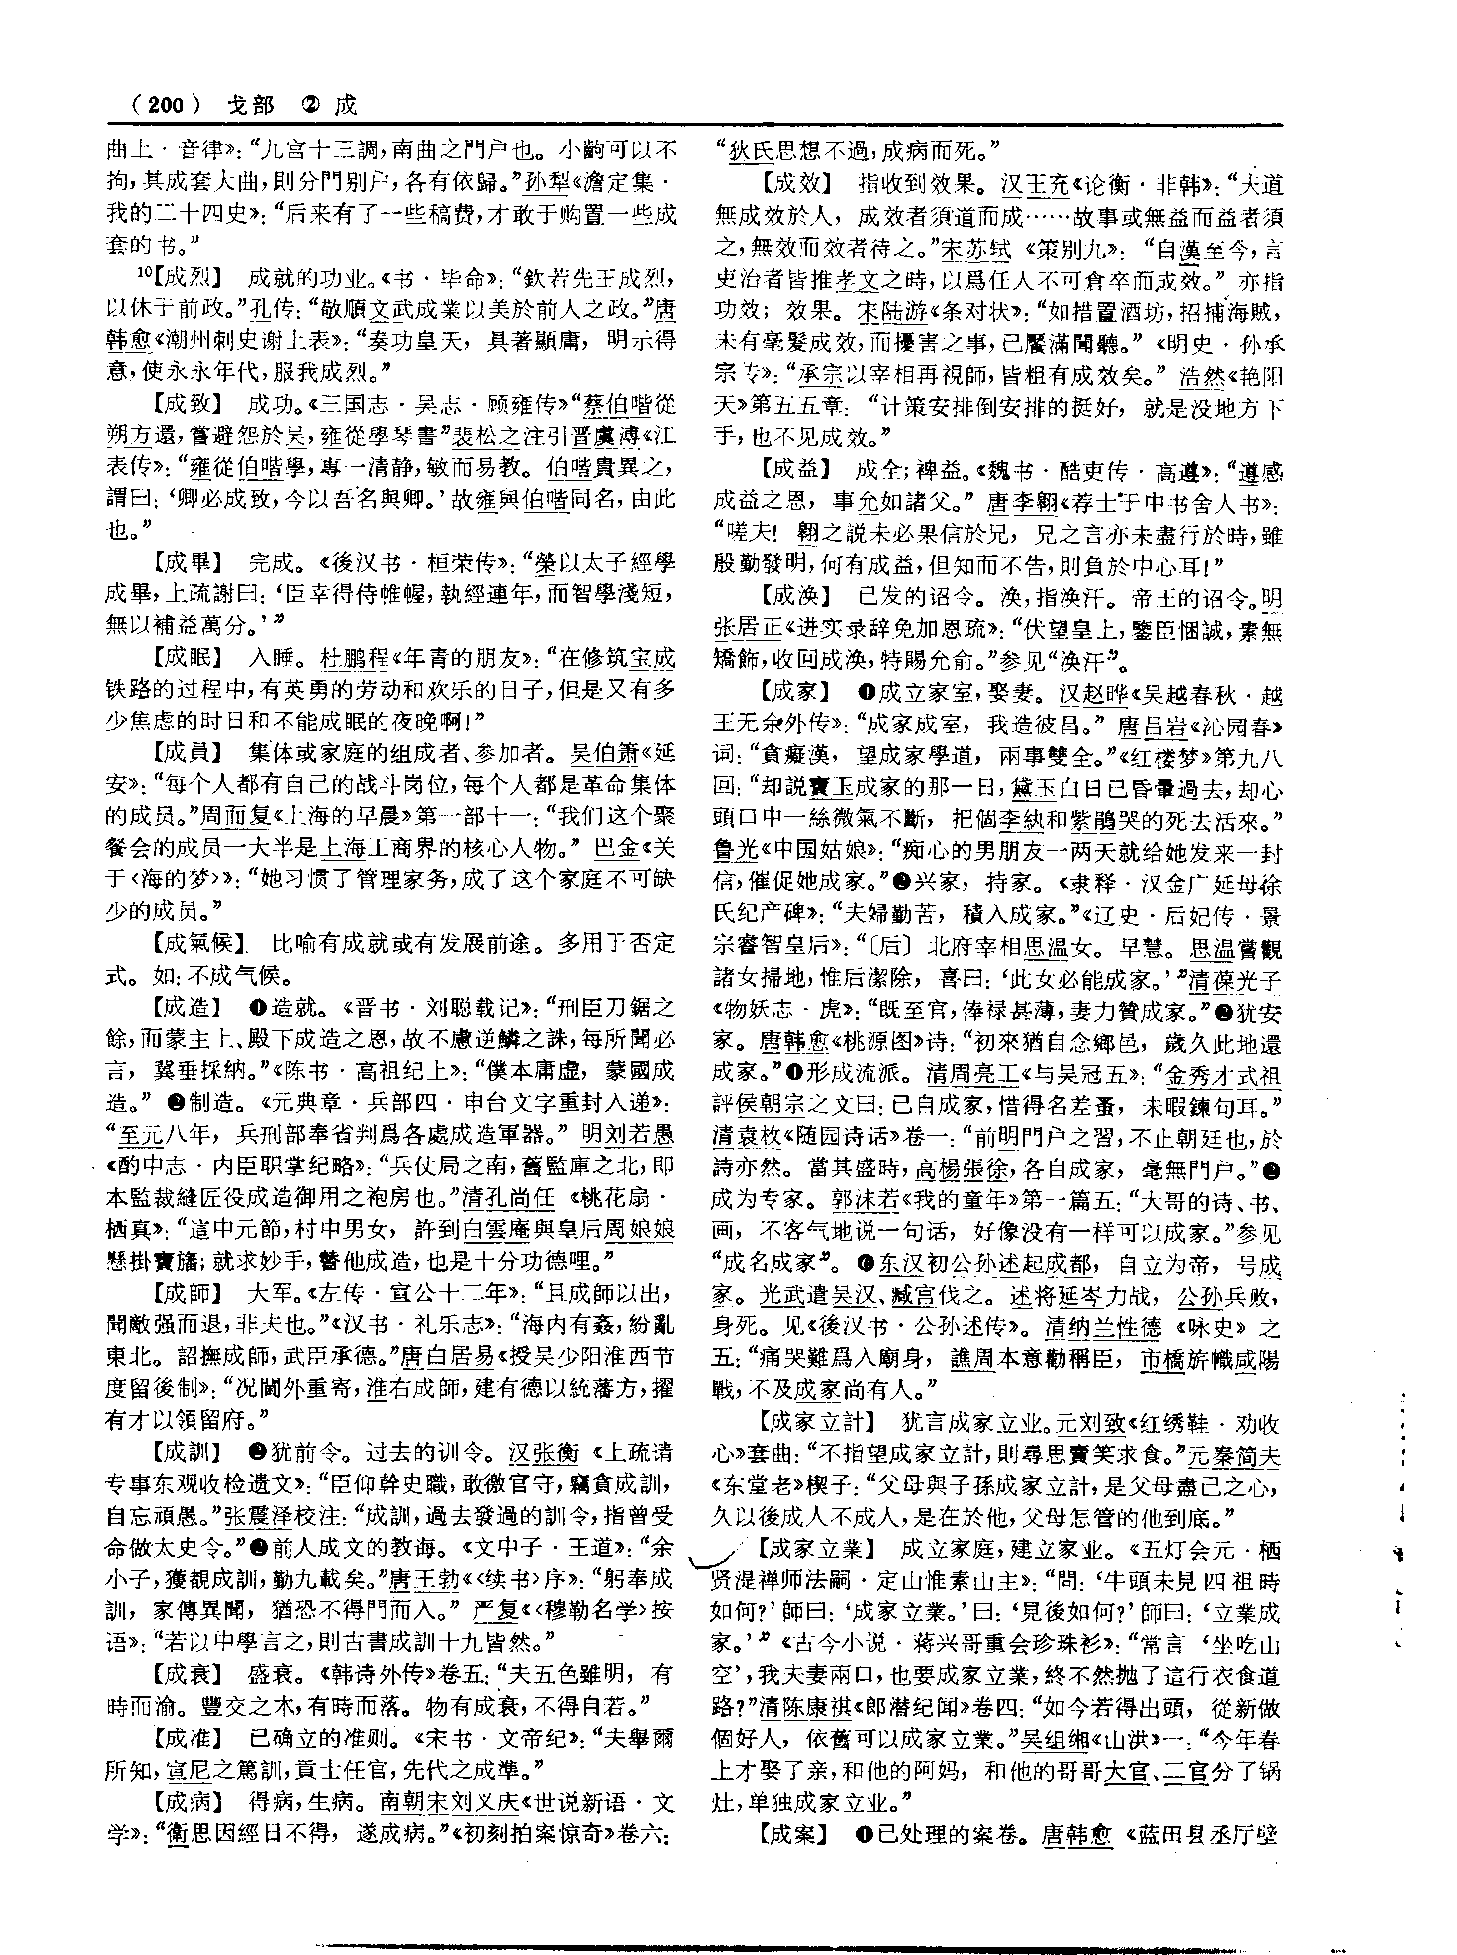 （200） 戈部 ② 成
曲上·音律》：“九宫十三調，南曲之門户也。小齣可以不
拘，其成套大曲，則分門别户，各有依歸。”孙犁《澹定集·
我的二十四史》：“后来有了一些稿费，才敢于购置一些成
套的书。”
10【成烈】 成就的功业。《书·毕命》：“欽若先王成烈，
以休于前政。”孔传：“敬順文武成業以美於前人之政。”唐
韩愈《潮州刺史谢上表》：“奏功皇天，具著顯庸，明示得
意，使永永年代，服我成烈。”
【成致】 成功。《三国志·吴志·顾雍传》“蔡伯喈從
朔方還，嘗避怨於吴，雍從學琴書”裴松之注引晋虞溥《江
表传》：“雍從伯喈學，專一清静，敏而易教。伯喈貴異之，
謂曰：‘卿必成致，今以吾名與卿。’故雍與伯喈同名，由此
也。”
【成畢】 完成。《後汉书·桓荣传》：“榮以太子經學
成畢，上疏謝曰：‘臣幸得侍帷幄，執經連年，而智學淺短，
無以補益萬分。’”
【成眠】 入睡。杜鹏程《年青的朋友》：“在修筑宝成
铁路的过程中，有英勇的劳动和欢乐的日子，但是又有多
少焦虑的时日和不能成眠的夜晚啊！”
【成員】 集体或家庭的组成者、参加者。吴伯箫《延
安》：“每个人都有自己的战斗岗位，每个人都是革命集体
的成员。”周而复《上海的早晨》第一部十一：“我们这个聚
餐会的成员一大半是上海工商界的核心人物。”巴金《关
于〈海的梦〉》：“她习惯了管理家务，成了这个家庭不可缺
少的成员。”
【成氣候】 比喻有成就或有发展前途。多用于否定
式。如：不成气候。
【成造】 ❶造就。《晋书·刘聪载记》：“刑臣刀鋸之
餘，而蒙主上、殿下成造之恩，故不慮逆鱗之誅，每所聞必
言，冀垂採納。”《陈书·高祖纪上》：“僕本庸虚，蒙國成
造。”❷制造。《元典章·兵部四·申台文字重封入递》：
“至元八年，兵刑部奉省判爲各處成造軍器。”明刘若愚
《酌中志·内臣职掌纪略》：“兵仗局之南，舊監庫之北，即
本監裁縫匠役成造御用之袍房也。”清孔尚任《桃花扇·
栖真》：“這中元節，村中男女，許到白雲庵與皇后周娘娘
懸掛寶旛；就求妙手，替他成造，也是十分功德哩。”
【成師】 大军。《左传·宣公十二年》：“且成師以出，
聞敵强而退，非夫也。”《汉书·礼乐志》：“海内有姦，紛亂
東北。詔撫成師，武臣承德。”唐白居易《授吴少阳淮西节
度留後制》：“况閫外重寄，淮右成師，建有德以統藩方，擢
有才以領留府。”
【成訓】 ❶犹前令。过去的训令。汉张衡《上疏请
专事东观收检遗文》：“臣仰幹史職，敢徼官守，竊貪成訓，
自忘頑愚。”张震泽校注：“成訓，過去發過的訓令，指曾受
命做太史令。”❷前人成文的教诲。《文中子·王道》：“余
小子，獲覩成訓，勤九載矣。”唐王勃《〈续书〉序》：“躬奉成
訓，家傳異聞，猶恐不得門而入。”严复《〈穆勒名学〉按
语》：“若以中學言之，則古書成訓十九皆然。”
【成衰】 盛衰。《韩诗外传》卷五：“夫五色雖明，有
時而渝。豐交之木，有時而落。物有成衰，不得自若。”
【成准】 已确立的准则。《宋书·文帝纪》：“夫舉爾
所知，宣尼之篤訓，貢士任官，先代之成準。”
【成病】 得病，生病。南朝宋刘义庆《世说新语·文
学》：“衛思因經日不得，遂成病。”《初刻拍案惊奇》卷六：
“狄氏思想不過，成病而死。”
【成效】 指收到效果。汉王充《论衡·非韩》：“夫道
無成效於人，成效者須道而成……故事或無益而益者須
之，無效而效者待之。”宋苏轼《策别九》：“自漢至今，言
吏治者皆推孝文之時，以爲任人不可倉卒而成效。”亦指
功效；效果。宋陆游《条对状》：“如措置酒坊，招捕海賊，
未有毫髮成效，而擾害之事，已饜滿聞聽。”《明史·孙承
宗传》：“承宗以宰相再視師，皆粗有成效矣。”浩然《艳阳
天》第五五章：“计策安排倒安排的挺好，就是没地方下
手，也不见成效。”
【成益】 成全；裨益。《魏书·酷吏传·高遵》：“遵感
成益之恩，事允如諸父。”唐李翱《荐士于中书舍人书》：
“嗟夫！翱之説未必果信於兄，兄之言亦未盡行於時，雖
殷勤發明，何有成益，但知而不告，則負於中心耳！”
【成涣】 已发的诏令。涣，指涣汗。帝王的诏令。明
张居正《进实录辞免加恩疏》：“伏望皇上，鑒臣悃誠，素無
矯飾，收回成涣，特賜允俞。”参见“涣汗”。
【成家】 ❶成立家室，娶妻。汉赵晔《吴越春秋·越
王无余外传》：“成家成室，我造彼昌。”唐吕岩《沁园春》
词：“貪癡漢，望成家學道，兩事雙全。”《红楼梦》第九八
回：“却説寶玉成家的那一日，黛玉白日已昏暈過去，却心
頭口中一絲微氣不斷，把個李紈和紫鵑哭的死去活來。”
鲁光《中国姑娘》：“痴心的男朋友一两天就给她发来一封
信，催促她成家。”❷兴家，持家。《隶释·汉金广延母徐
氏纪产碑》：“夫婦勤苦，積入成家。”《辽史·后妃传·景
宗睿智皇后》：“〔后〕北府宰相思温女。早慧。思温嘗觀
諸女掃地，惟后潔除，喜曰：‘此女必能成家。’”清葆光子
《物妖志·虎》：“既至官，俸禄甚薄，妻力贊成家。”❸犹安
家。唐韩愈《桃源图》诗：“初來猶自念鄉邑，歲久此地還
成家。”❹形成流派。清周亮工《与吴冠五》：“金秀才式祖
評侯朝宗之文曰：已自成家，惜得名差蚤，未暇鍊句耳。”
清袁枚《随园诗话》卷一：“前明門户之習，不止朝廷也，於
詩亦然。當其盛時，高楊張徐，各自成家，毫無門户。”❺
成为专家。郭沫若《我的童年》第一篇五：“大哥的诗、书、
画，不客气地说一句话，好像没有一样可以成家。”参见
“成名成家”。❻东汉初公孙述起成都，自立为帝，号成
家。光武遣吴汉、臧宫伐之。述将延岑力战，公孙兵败，
身死。见《後汉书·公孙述传》。清纳兰性德《咏史》之
五：“痛哭難爲入廟身，譙周本意勸稱臣，市橋旂幟咸陽
戰，不及成家尚有人。”
【成家立計】 犹言成家立业。元刘致《红绣鞋·劝收
心》套曲：“不指望成家立計，則尋思賣笑求食。”元秦简夫
《东堂老》楔子：“父母與子孫成家立計，是父母盡己之心，
久以後成人不成人，是在於他，父母怎管的他到底。”
【成家立業】 成立家庭，建立家业。《五灯会元·栖
贤湜禅师法嗣·定山惟素山主》：“問：‘牛頭未見四祖時
如何？’師曰：‘成家立業。’曰：‘見後如何？’師曰：‘立業成
家。’”《古今小说·蒋兴哥重会珍珠衫》：“常言‘坐吃山
空’，我夫妻兩口，也要成家立業，終不然抛了這行衣食道
路？”清陈康祺《郎潜纪闻》卷四：“如今若得出頭，從新做
個好人，依舊可以成家立業。”吴组缃《山洪》一：“今年春
上才娶了亲，和他的阿妈，和他的哥哥大官、二官分了锅
灶，单独成家立业。”
【成案】 ❶已处理的案卷。唐韩愈《蓝田县丞厅壁